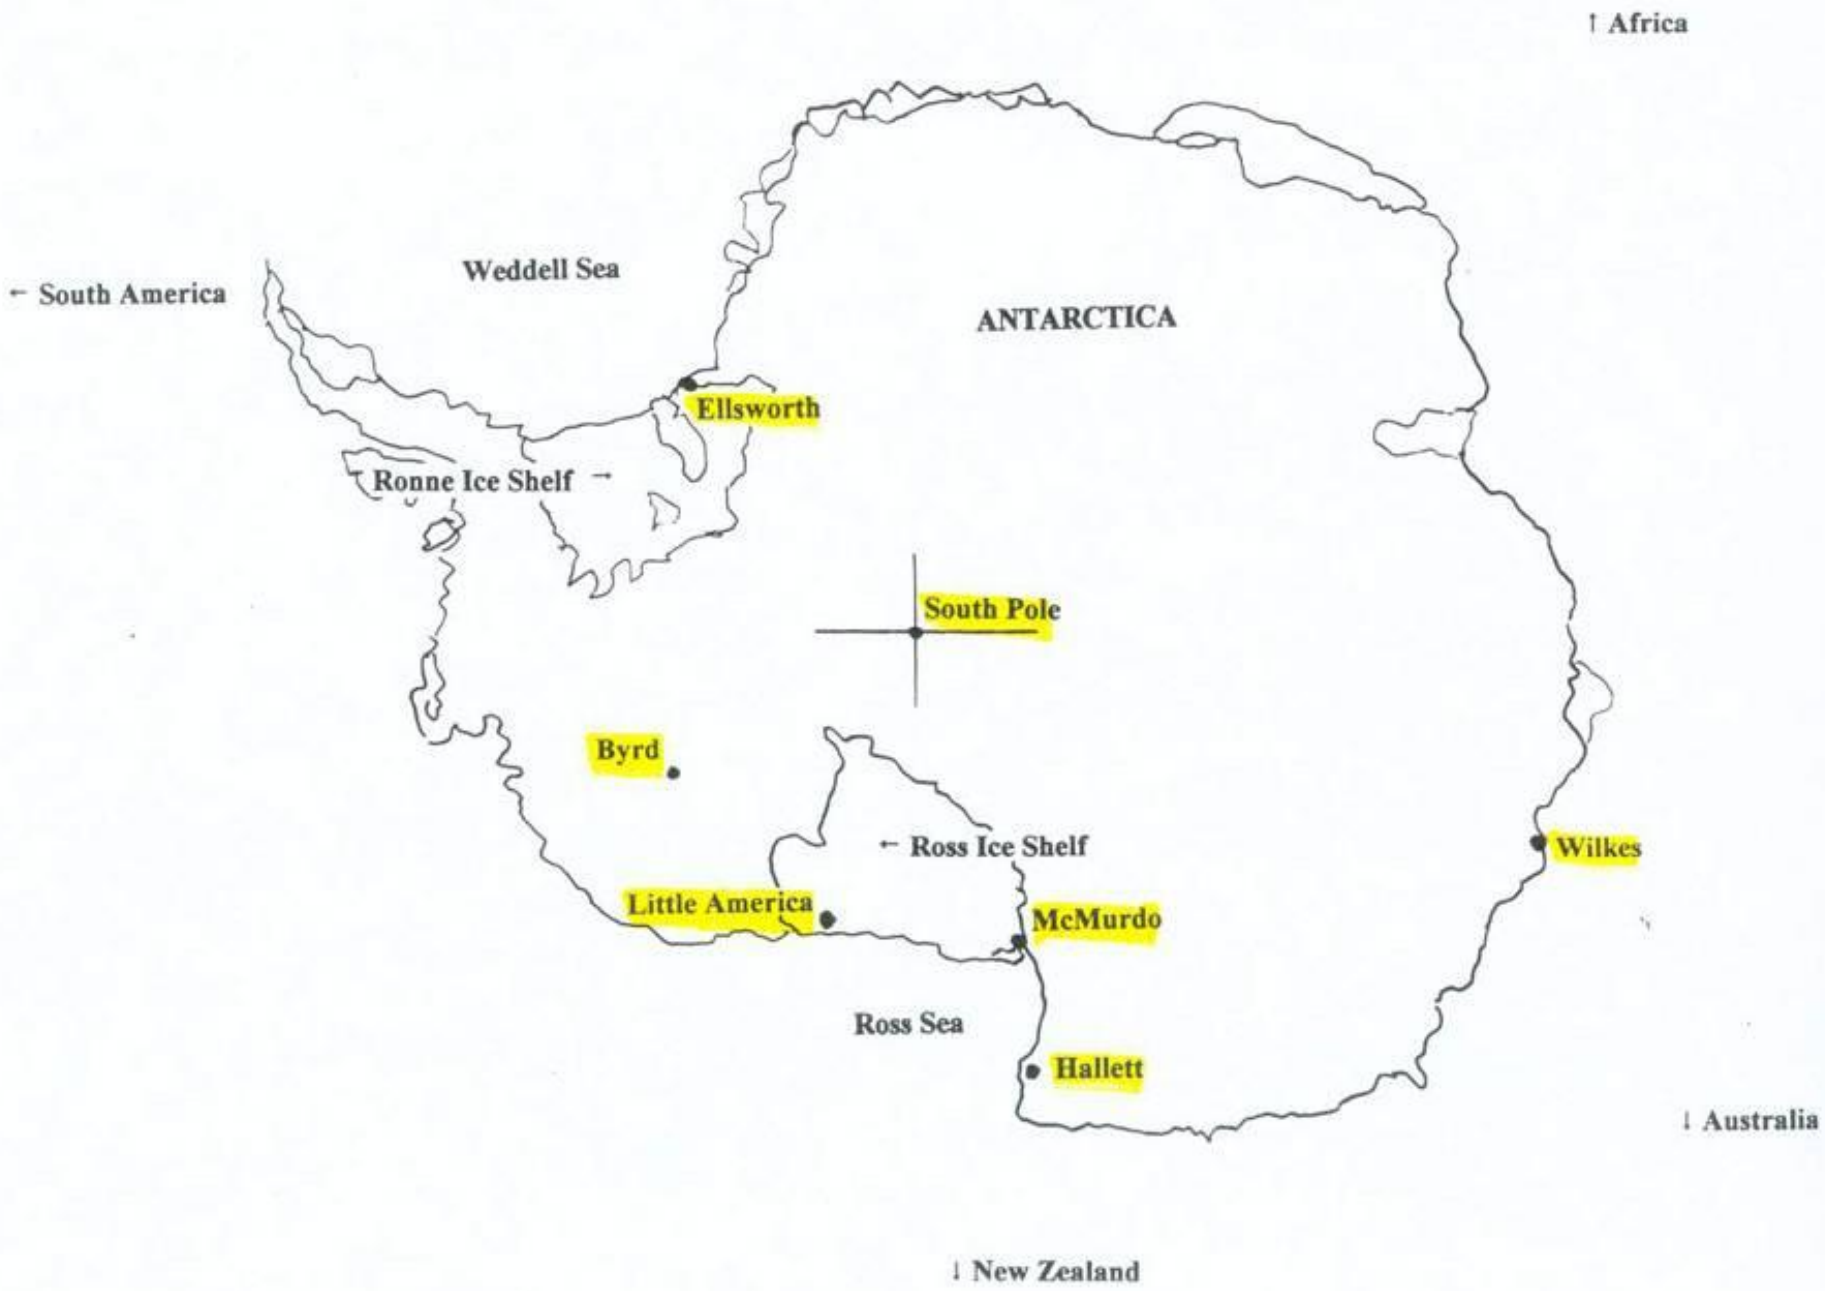 ↑ Africa
Weddell Sea
← South America
ANTARCTICA
Ellsworth
← Ronne Ice Shelf →
South Pole
Byrd
← Ross Ice Shelf
Wilkes
Little America
McMurdo
Ross Sea
Hallett
↓ Australia
↓ New Zealand